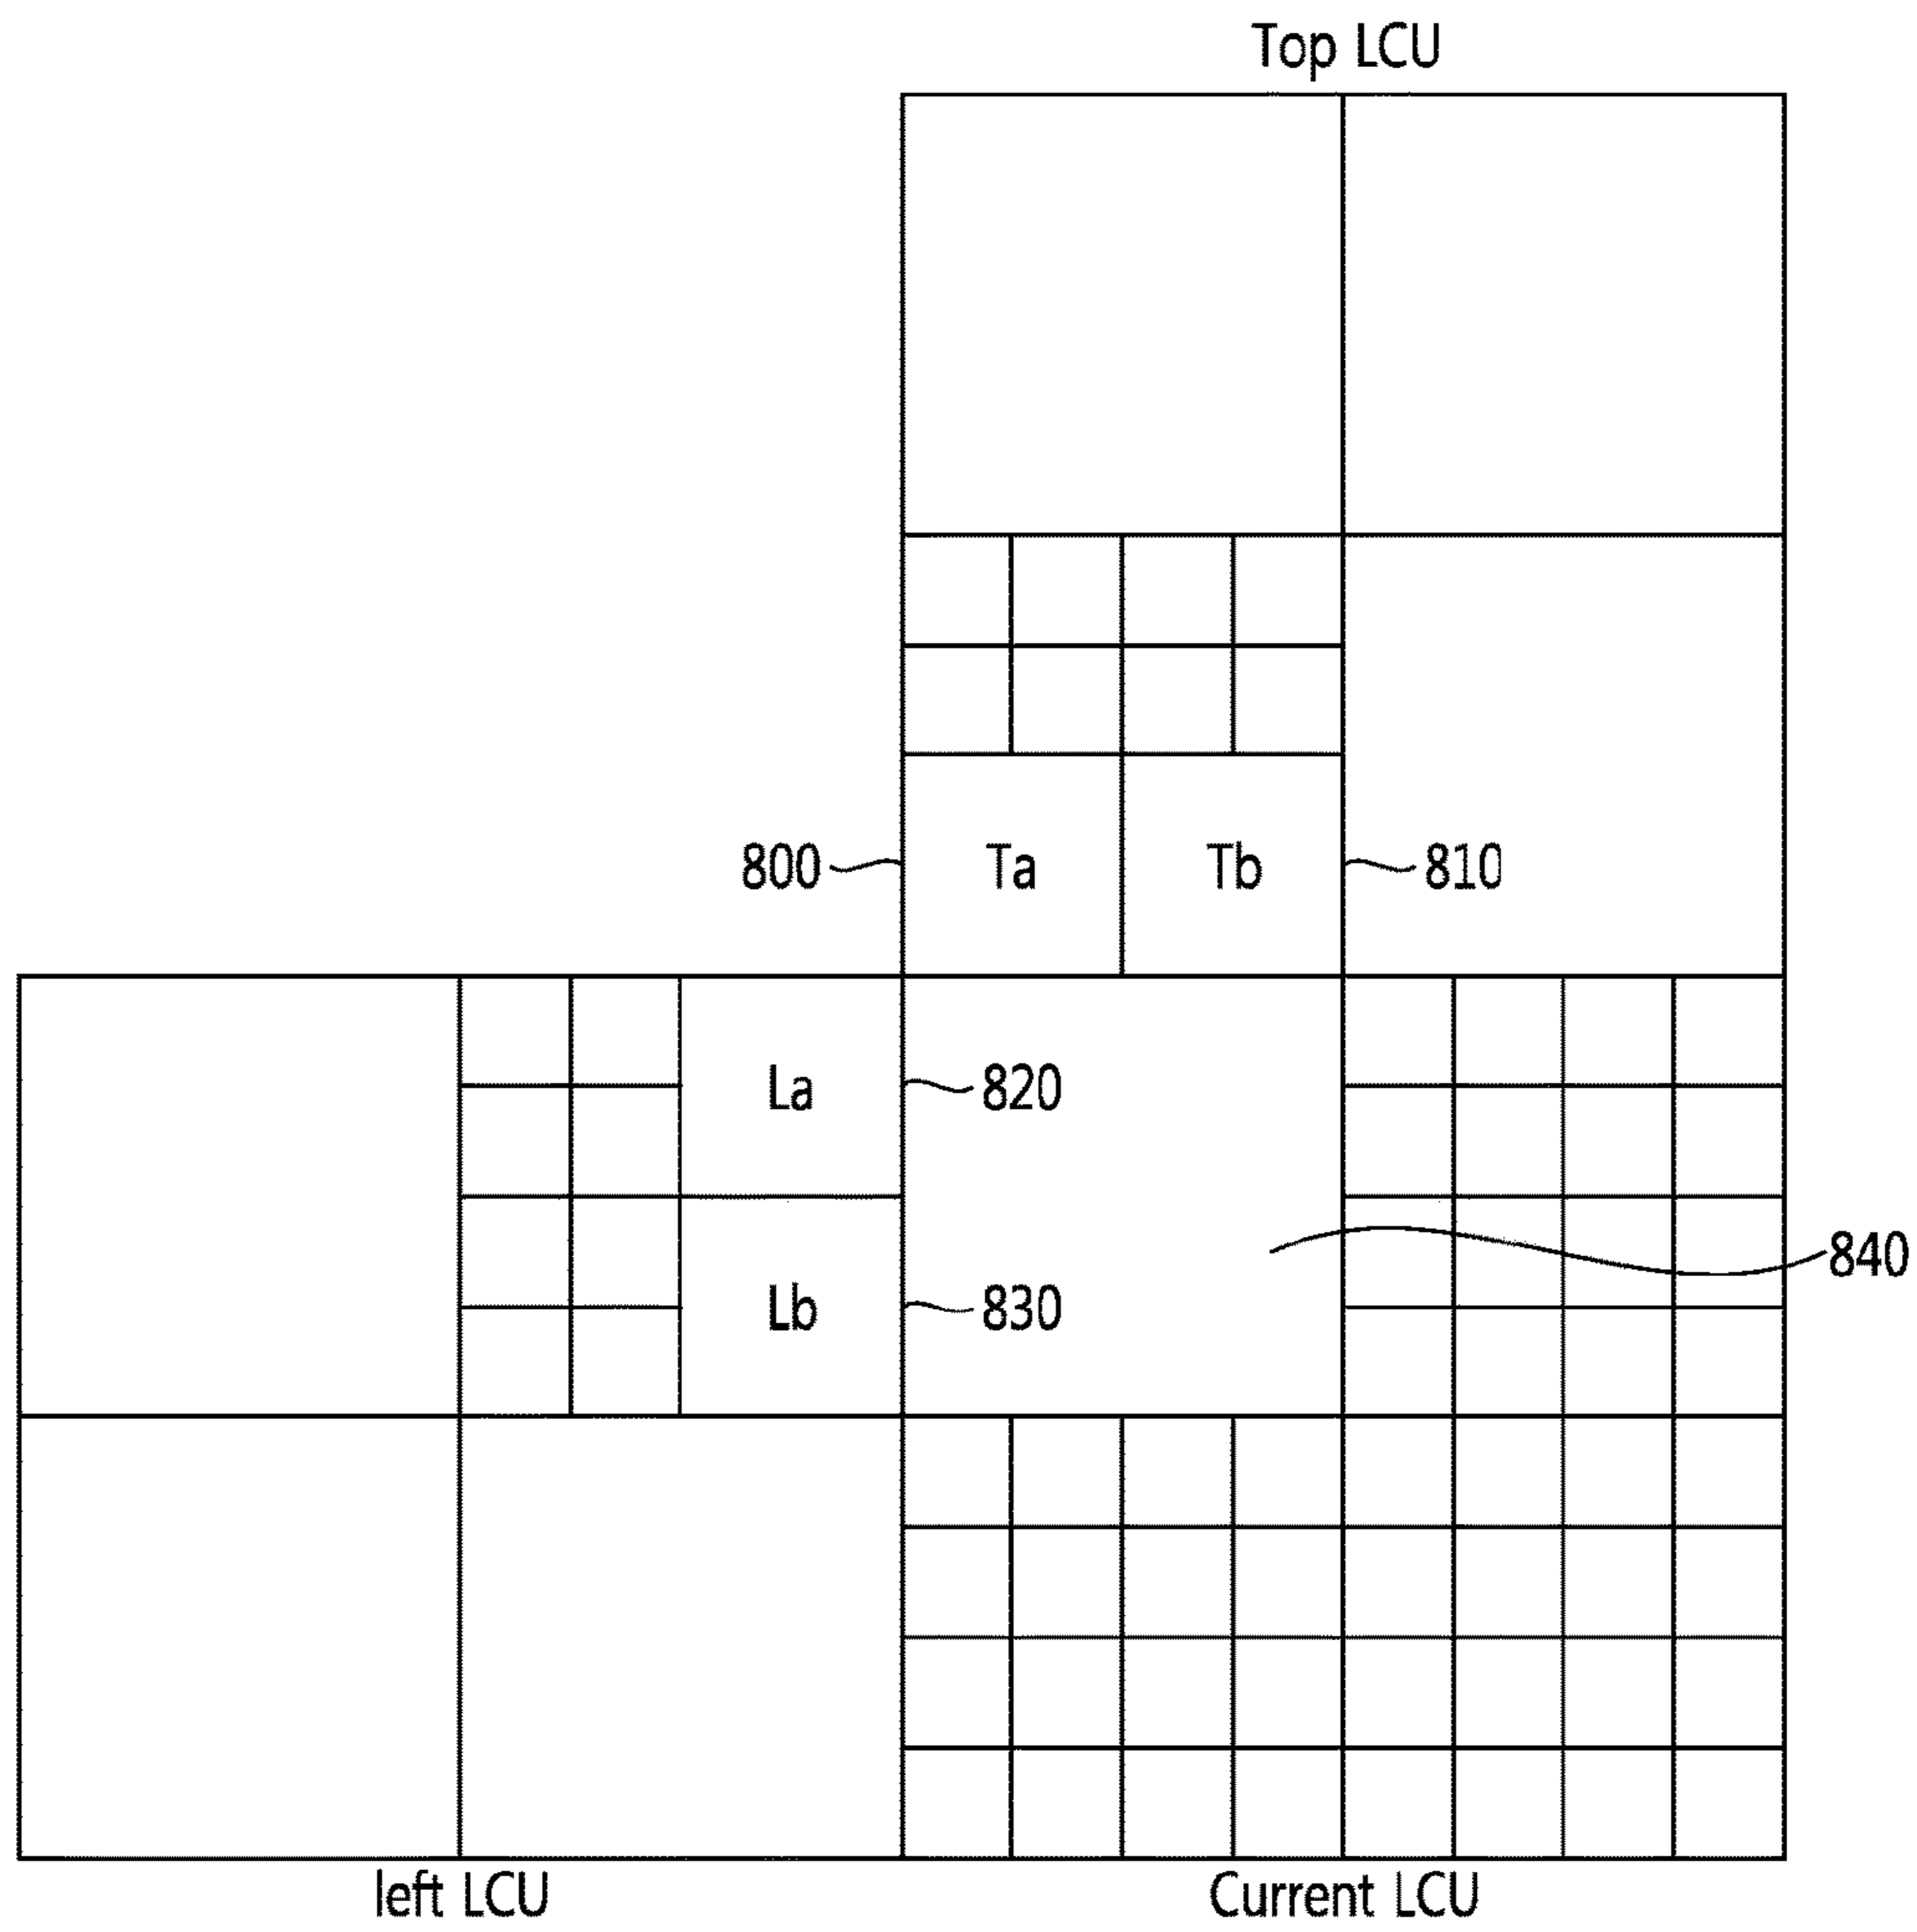 Top LCU
800 Ta Tb 810
La 820
840
Lb 830
left LCU Current LCU